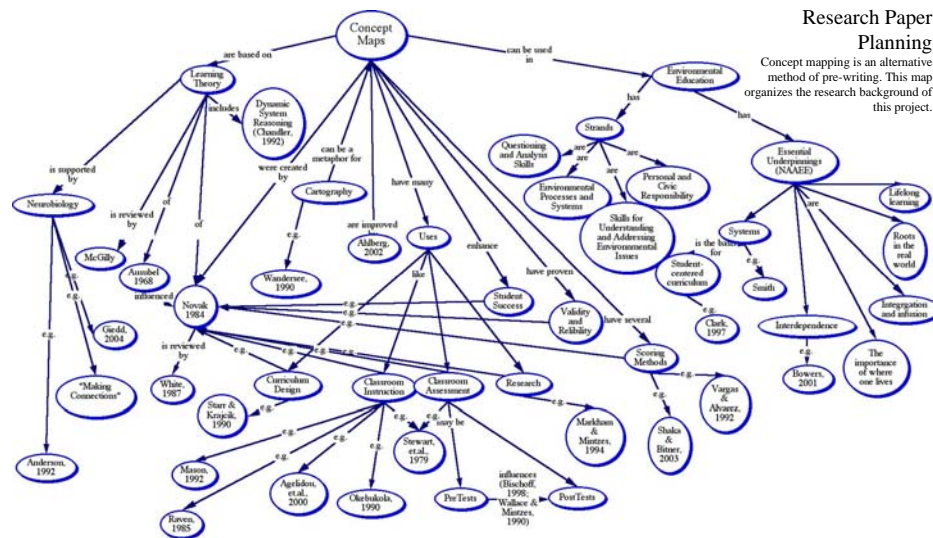 Research Paper
Planning
Concept mapping is an alternative
method of pre-writing. This map
organizes the research background of
this project.
Concept
Maps
are based on
can be used
in
Learning
Theory
Environmental
Education
includes
Dynamic
System
Reasoning
(Chandler,
1992)
has
has
Strands
can be a
metaphor for
were created
by
Questioning
and Analysis
Skills
are
are
are
are
Personal and
Civic
Responsibility
Essential
Underpinnings
(NAAEE)
is supported
by
Cartography
have many
Environmental
Processes and
Systems
Lifelong
learning
Neurobiology
of
of
is reviewed
by
are improved
Uses
Skills for
Understanding
and Addressing
Environmental
Issues
are
Systems
Roots
in the
real
world
e.g.
Ahlberg,
2002
enhance
is the basis
for
McGilly
Ausubel
1968
e.g.
e.g.
Wandersee,
1990
like
have proven
Student-
centered
curriculum
e.g.
Smith
influenced
Novak
1984
e.g.
e.g.
e.g.
Student
Success
Validity
and
Relibility
have several
e.g.
Clark,
1997
Integrgation
and infusion
Giedd,
2004
Interdependence
e.g.
is reviewed
by
e.g.
e.g.
e.g.
e.g.
Scoring
Methods
e.g.
The
importance
of where
one lives
"Making
Connections"
White,
1987
Curriculum
Design
Classroom
Instruction
Classroom
Assessment
Research
e.g.
Bowers,
2001
Vargas
&
Alvarez,
1992
Starr &
Krajcik,
1990
e.g.
e.g.
e.g.
e.g.
e.g.
e.g.
e.g.
may be
e.g.
Markham
&
Mintzes,
1994
Shaka
&
Bitner,
2003
Anderson,
1992
Mason,
1992
Stewart,
et.al.,
1979
Agelidou,
et.al.,
2000
Okebukola,
1990
PreTests
influences
(Bischoff,
1998;
Wallace &
Mintzes,
1990)
PostTests
Raven,
1985